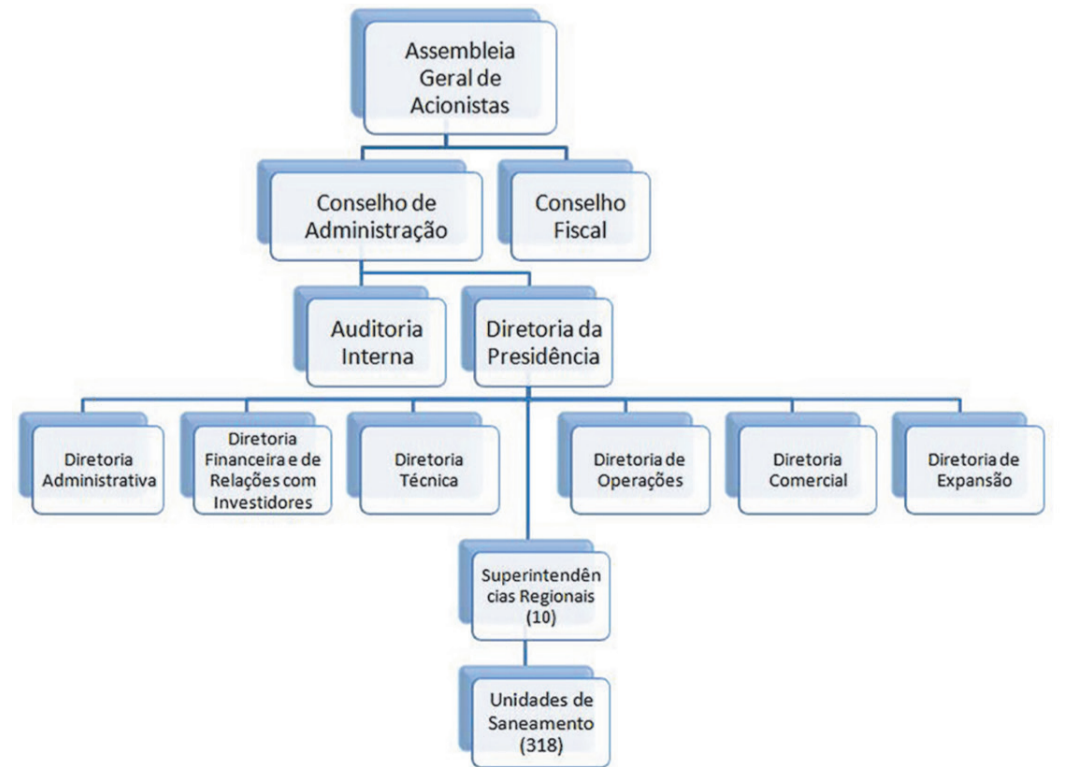 Assembleia
Geral de
Acionistas
Conselho de
Administração
Conselho
Fiscal
Auditoria
Interna
Diretoria da
Presidência
Diretoria
Administrativa
Diretoria
Financeira e de
Relações com
Investidores
Diretoria
Técnica
Diretoria de
Operações
Diretoria
Comercial
Diretoria de
Expansão
Superintendên
cias Regionais
(10)
Unidades de
Saneamento
(318)